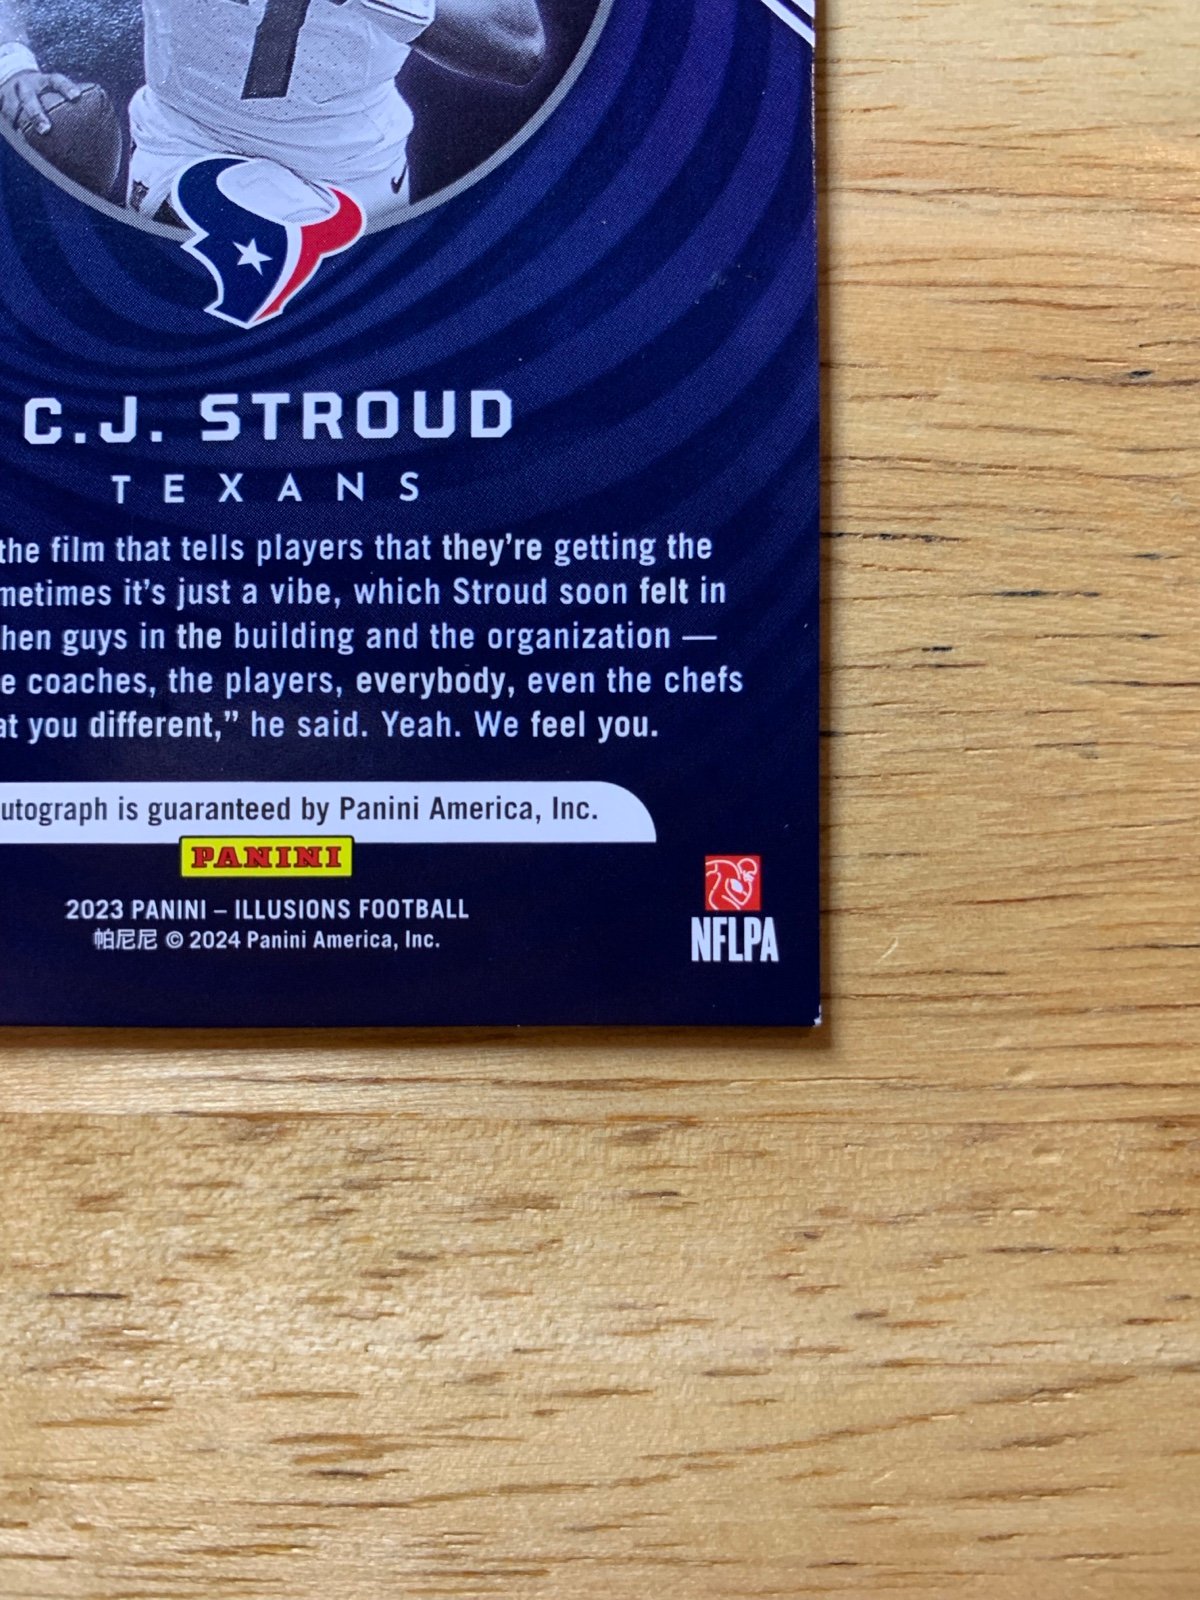 C.J. STROUD
TEXANS
the film that tells players that they're getting the
metimes it's just a vibe, which Stroud soon felt in
hen guys in the building and the organization —
e coaches, the players, everybody, even the chefs
at you different,” he said. Yeah. We feel you.
utograph is guaranteed by Panini America, Inc.
PANINI
2023 PANINI – ILLUSIONS FOOTBALL
帕尼尼 © 2024 Panini America, Inc.
NFLPA